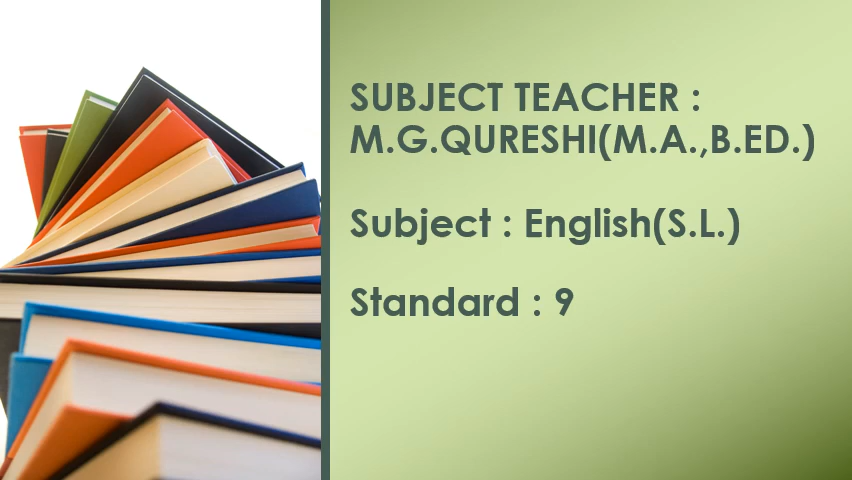 SUBJECT TEACHER :
M.G.QURESHI(M.A.,B.ED.)
Subject : English(S.L.)
Standard : 9